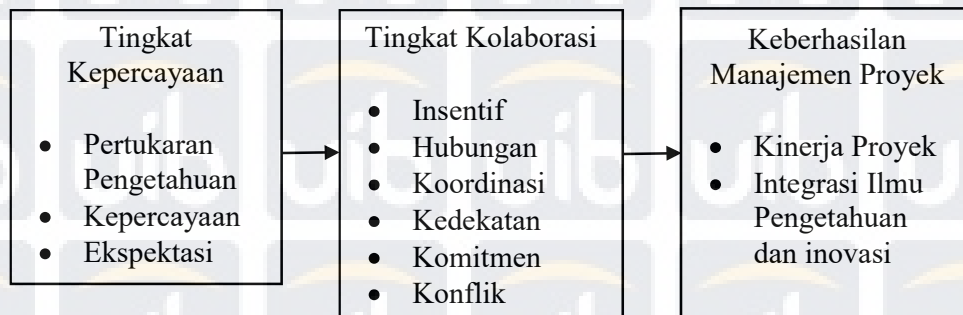 Tingkat
Kepercayaan
• Pertukaran
Pengetahuan
• Kepercayaan
• Ekspektasi
Tingkat Kolaborasi
• Insentif
• Hubungan
• Koordinasi
• Kedekatan
• Komitmen
• Konflik
Keberhasilan
Manajemen Proyek
• Kinerja Proyek
• Integrasi Ilmu
Pengetahuan
dan inovasi